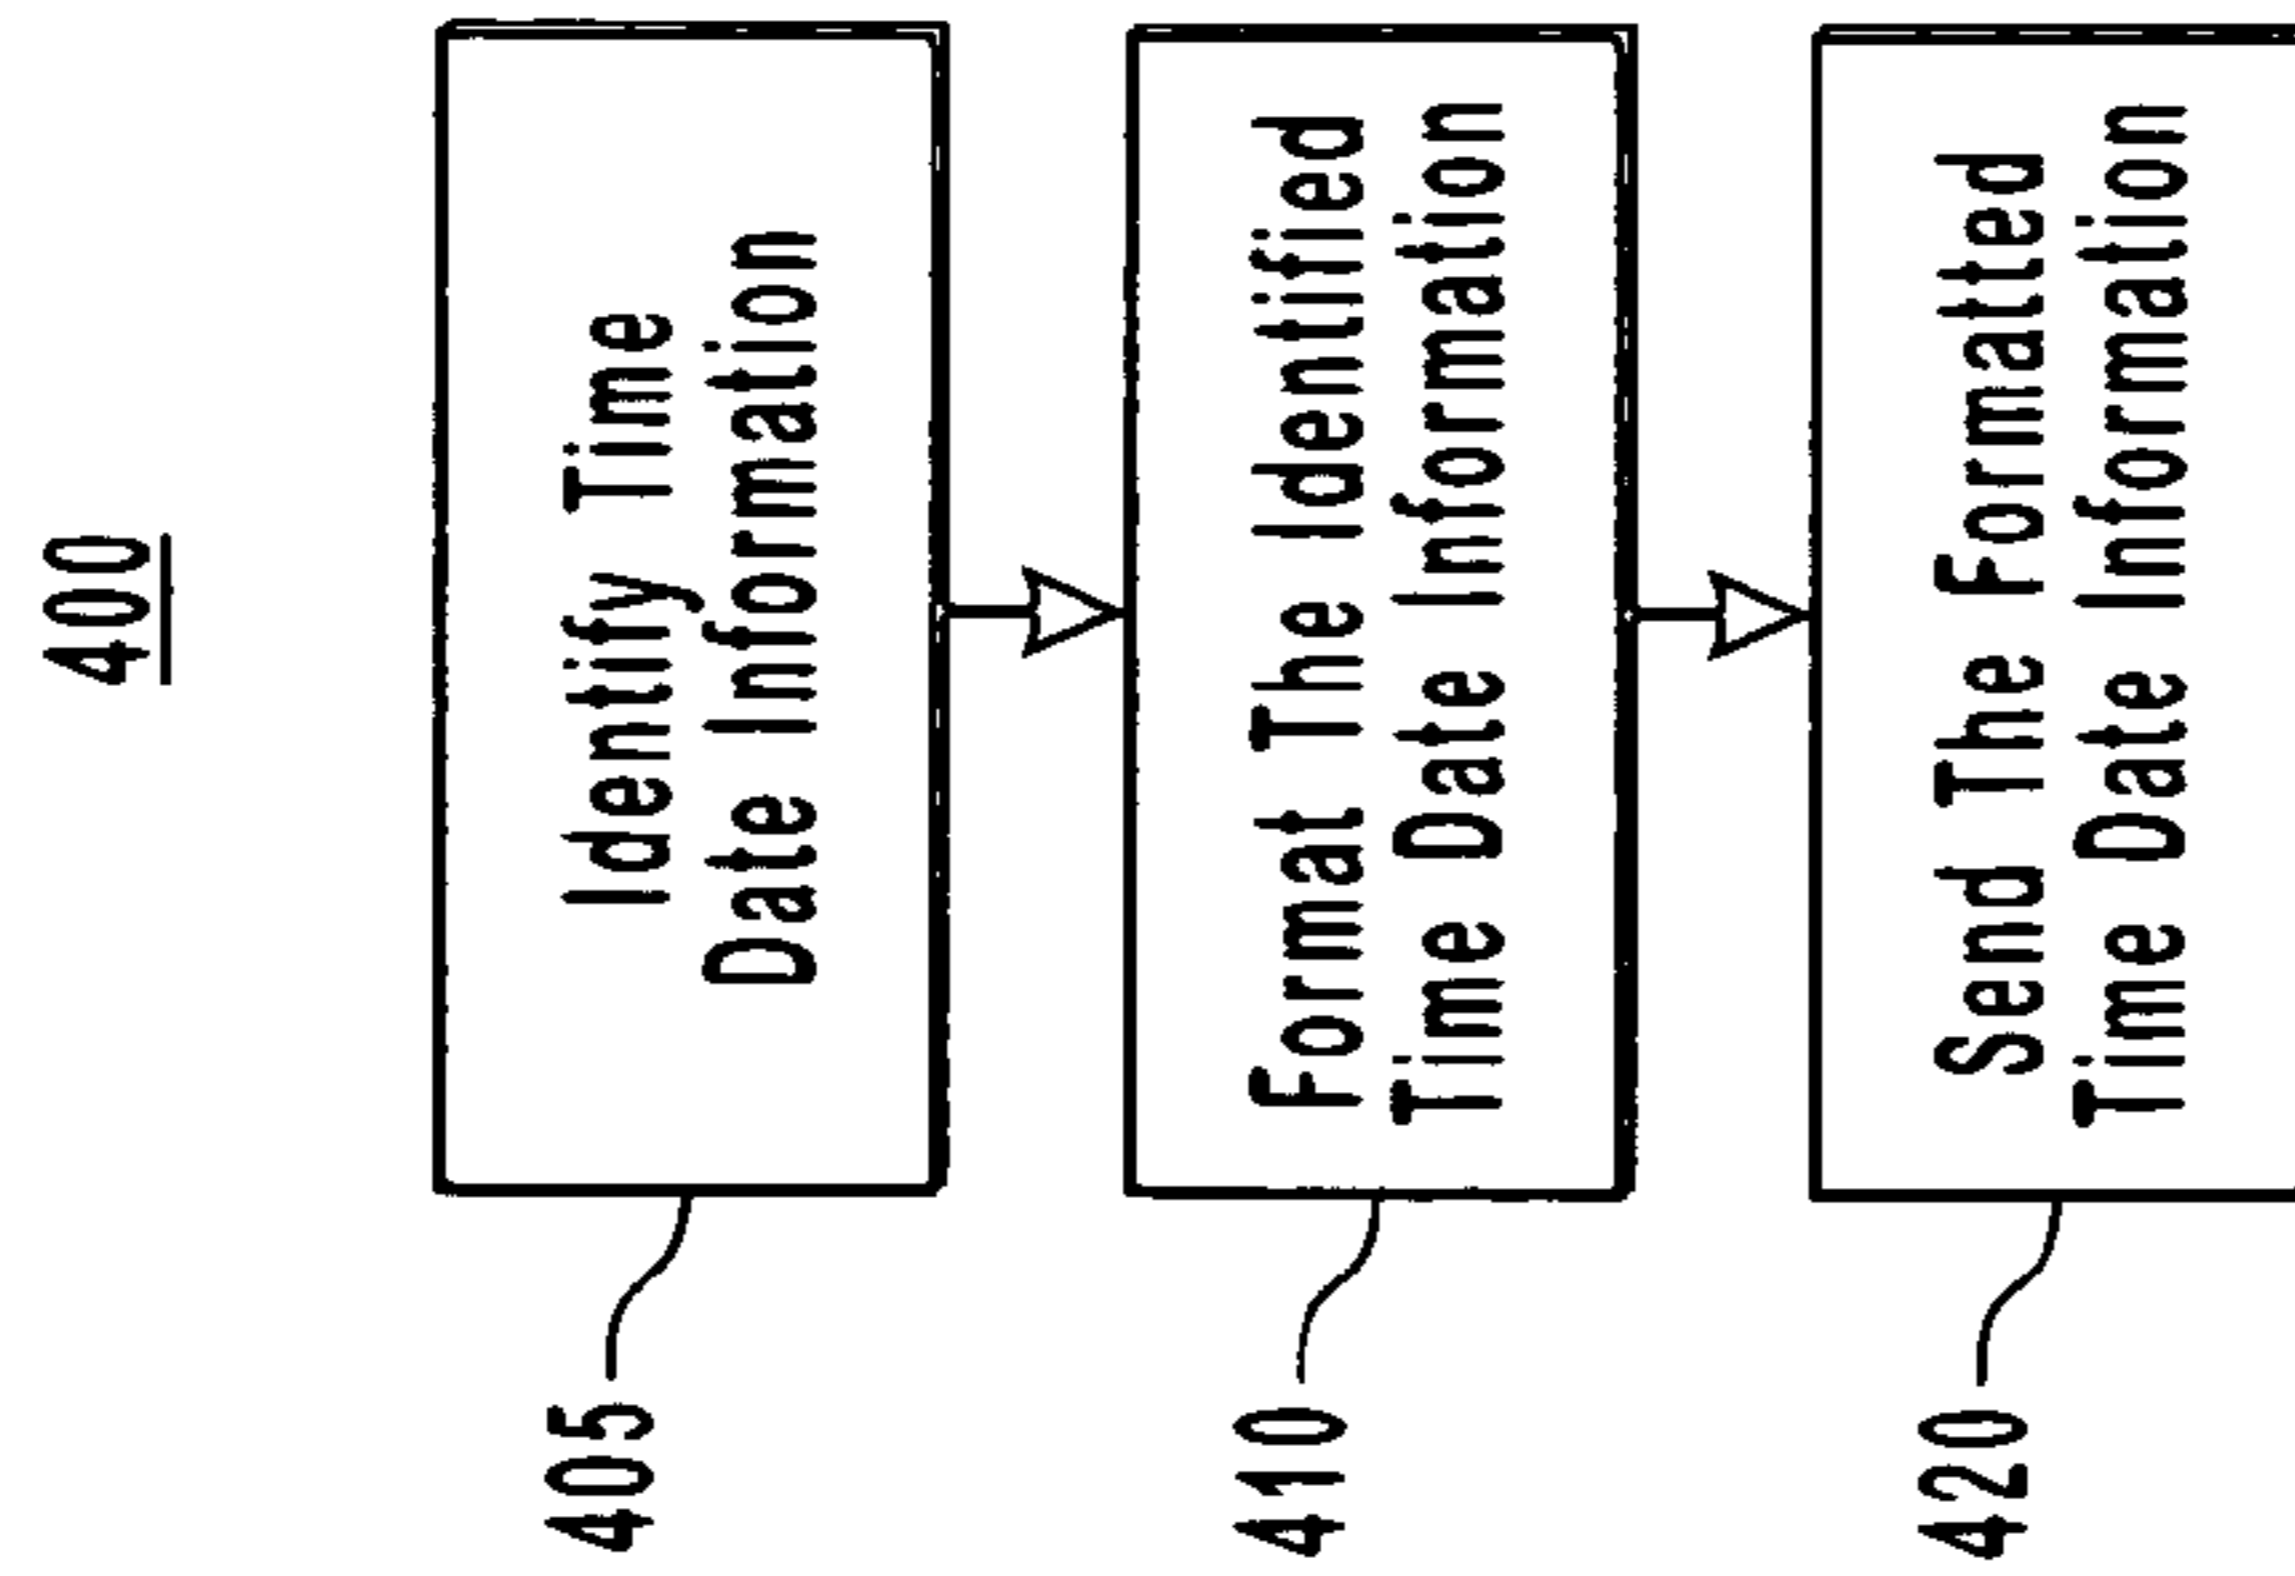 400
Identify Time
Date Information
405
Format The Identified
Time Date Information
410
Send The Formatted
Time Date Information
420